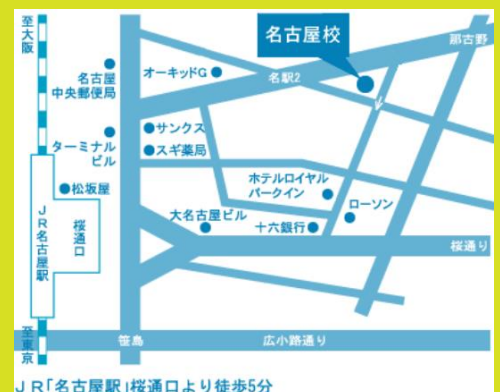 至大阪
名古屋校
那古野
名古屋
中央郵便局
オーキッドG
名駅2
ターミナル
ビル
サンクス
スギ薬局
松坂屋
JR名古屋駅
桜通口
ホテルロイヤル
パークイン
ローソン
大名古屋ビル
十六銀行
桜通り
至東京
笹島
広小路通り
JR「名古屋駅」桜通口より徒歩5分